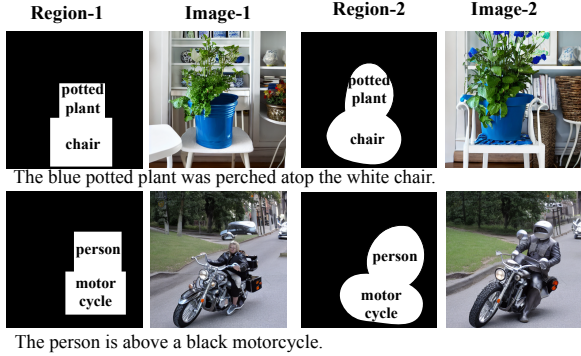 Region-1 Image-1 Region-2 Image-2
potted
plant
chair
potted
plant
chair
The blue potted plant was perched atop the white chair.
person
motor
cycle
person
motor
cycle
The person is above a black motorcycle.